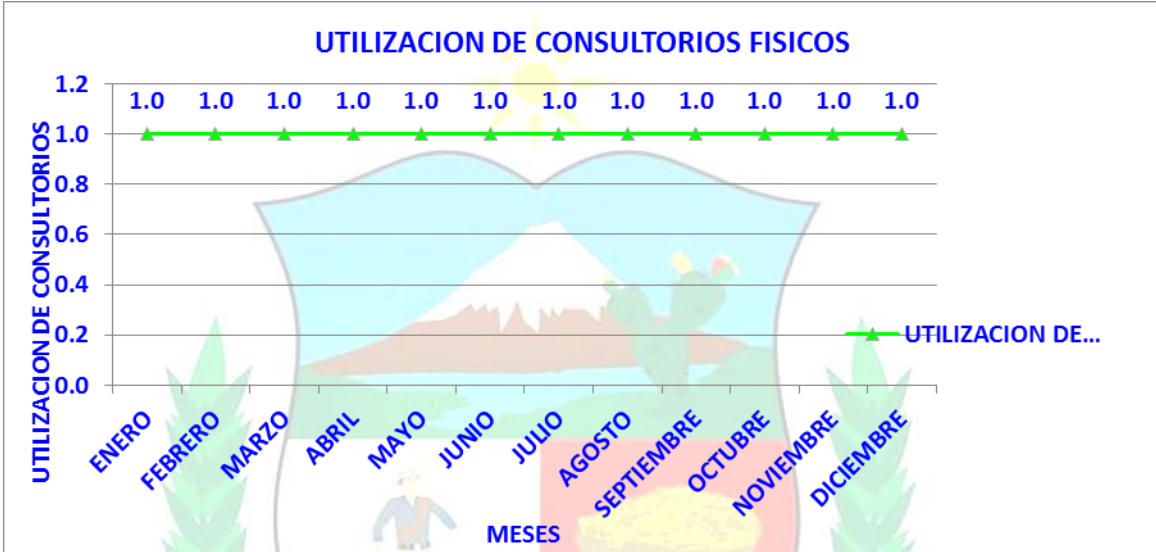 UTILIZACION DE CONSULTORIOS FISICOS
UTILIZACION DE CONSULTORIOS
1.2
1.0
0.8
0.6
0.4
0.2
0.0
1.0 1.0 1.0 1.0 1.0 1.0 1.0 1.0 1.0 1.0 1.0 1.0
UTILIZACION DE...
ENERO
FEBRERO
MARZO
ABRIL
MAYO
JUNIO
JULIO
AGOSTO
SEPTIEMBRE
OCTUBRE
NOVIEMBRE
DICIEMBRE
MESES